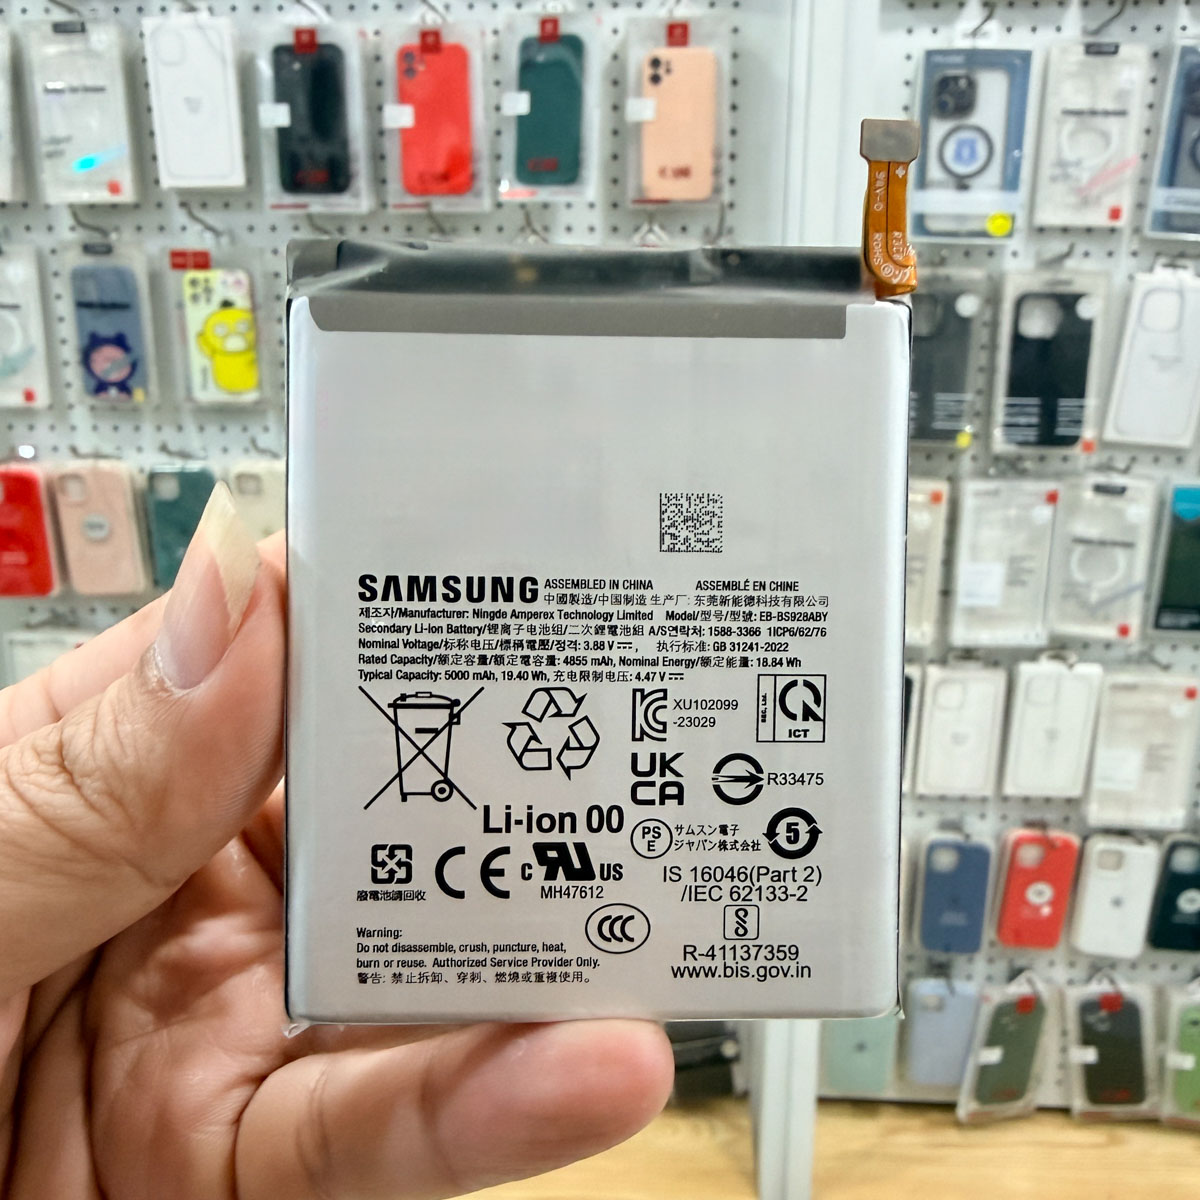 94V-0
ROHS
SAMSUNG ASSEMBLED IN CHINA ASSEMBLÉ EN CHINE
中國製造/中国制造 生产厂: 东莞新能德科技有限公司
제조자/Manufacturer: Ningde Amperex Technology Limited Model/型号/型號: EB-BS928ABY
Secondary Li-ion Battery/锂离子电池组/二次鋰電池組 A/S연락처: 1588-3366 1ICP6/62/76
Nominal Voltage/标称电压/標稱電壓/정격: 3.88 V⎓, 执行标准: GB 31241-2022
Rated Capacity/额定容量/額定電容量: 4855 mAh, Nominal Energy/额定能量: 18.84 Wh
Typical Capacity: 5000 mAh, 19.40 Wh, 充电限制电压: 4.47 V⎓
XU102099
-23029
ICT
UK
CA
R33475
Li-ion 00
PS
E
サムスン電子
ジャパン株式会社
5
廢電池請回收
CE
c RU US
MH47612
IS 16046(Part 2)
/IEC 62133-2
CCC
R-41137359
www.bis.gov.in
Warning:
Do not disassemble, crush, puncture, heat,
burn or reuse. Authorized Service Provider Only.
警告: 禁止拆卸、穿刺、燃燒或重複使用。